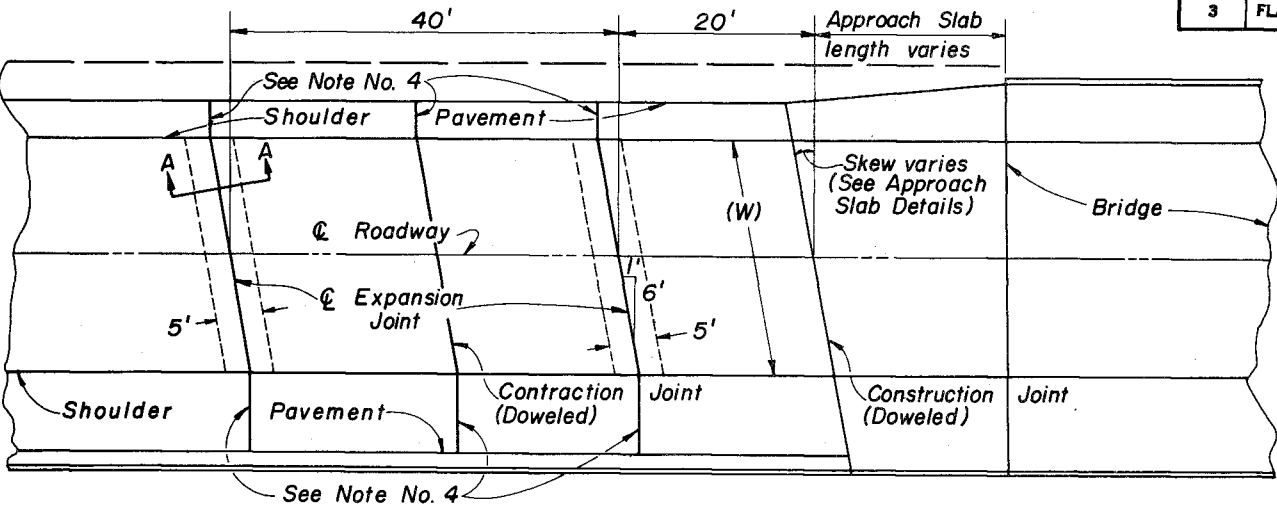 3 FLA
40'
20'
Approach Slab
length varies
See Note No. 4
Shoulder
Pavement
A A
Skew varies
(See Approach
Slab Details)
(W)
Bridge
℄ Roadway
1'
6'
℄ Expansion
Joint
5'
5'
Contraction Joint
(Doweled)
Construction Joint
(Doweled)
Shoulder
Pavement
See Note No. 4